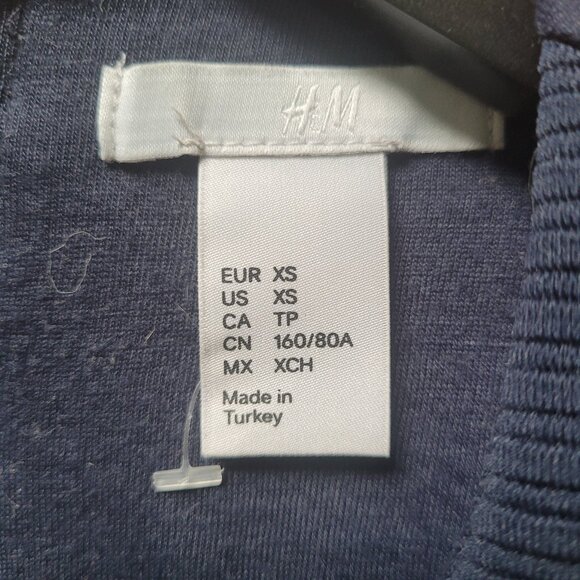 H&M
EUR XS
US XS
CA TP
CN 160/80A
MX XCH
Made in
Turkey